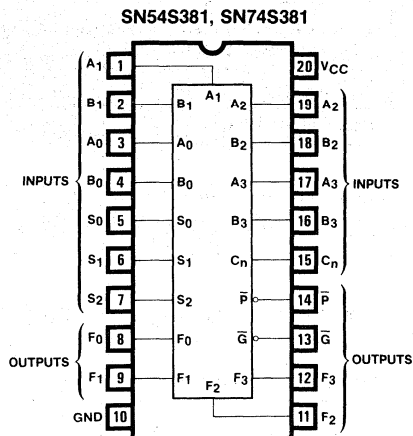 SN54S381, SN74S381
A1 1 A1 20 VCC
B1 2 B1 A2 19 A2
A0 3 A0 B2 18 B2
INPUTS B0 4 B0 A3 17 A3 INPUTS
S0 5 S0 B3 16 B3
S1 6 S1 Cn 15 Cn
S2 7 S2 P̅ 14 P̅
F0 8 F0 G̅ 13 G̅
OUTPUTS OUTPUTS
F1 9 F1 F3 12 F3
GND 10 F2 11 F2